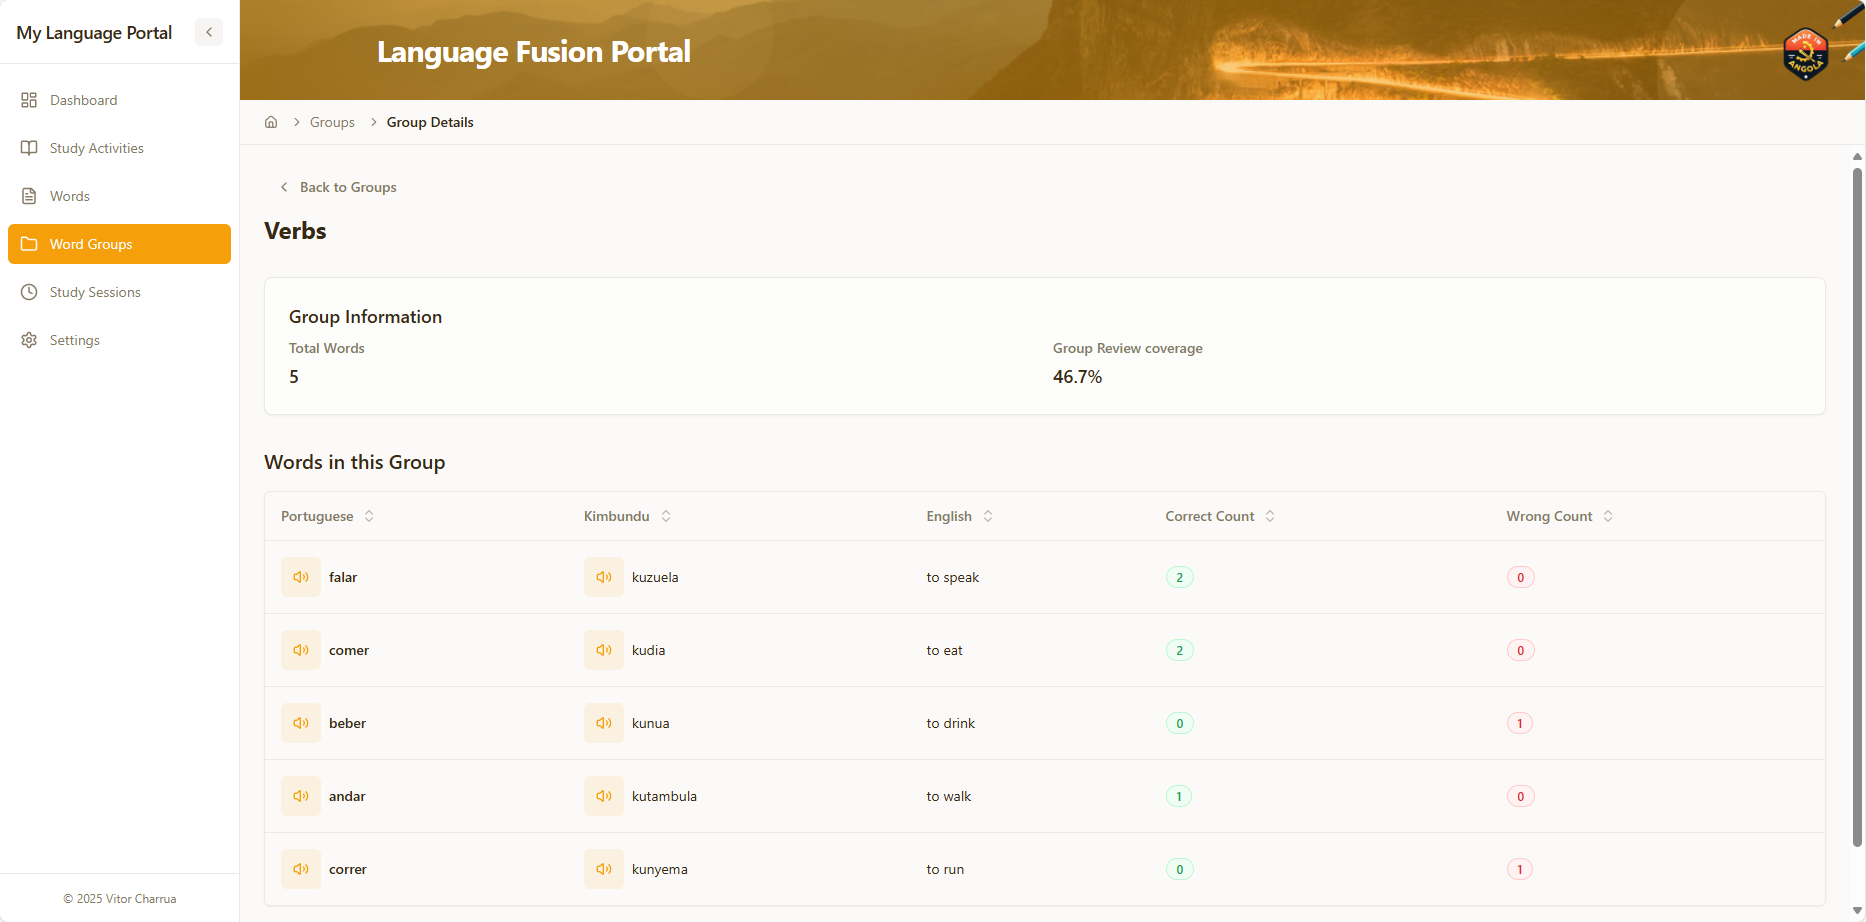 My Language Portal
Language Fusion Portal
MADE IN
ANGOLA
Dashboard
Study Activities
Words
Word Groups
Study Sessions
Settings
© 2025 Vitor Charrua
Groups
Group Details
Back to Groups
Verbs
Group Information
Total Words
5
Group Review coverage
46.7%
Words in this Group
Portuguese Kimbundu English Correct Count Wrong Count
falar kuzuela to speak 2 0
comer kudia to eat 2 0
beber kunua to drink 0 1
andar kutambula to walk 1 0
correr kunyema to run 0 1